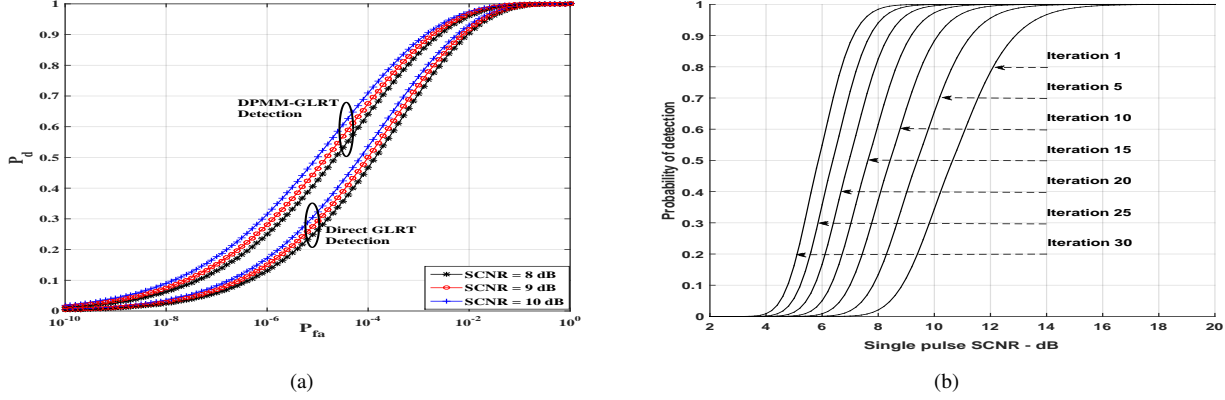 1
0.9
0.8
0.7
0.6
0.5
0.4
0.3
0.2
0.1
0
P_d
DPMM-GLRT
Detection
Direct GLRT
Detection
SCNR = 8 dB
SCNR = 9 dB
SCNR = 10 dB
10^-10
10^-8
10^-6
10^-4
10^-2
10^0
P_fa
(a)
1
0.9
0.8
0.7
0.6
0.5
0.4
0.3
0.2
0.1
0
Probability of detection
Iteration 1
Iteration 5
Iteration 10
Iteration 15
Iteration 20
Iteration 25
Iteration 30
2 4 6 8 10 12 14 16 18 20
Single pulse SCNR - dB
(b)